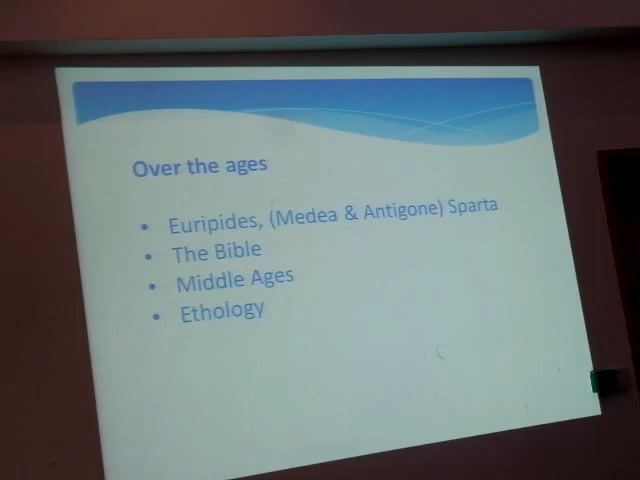 Over the ages
• Euripides, (Medea & Antigone) Sparta
• The Bible
• Middle Ages
• Ethology